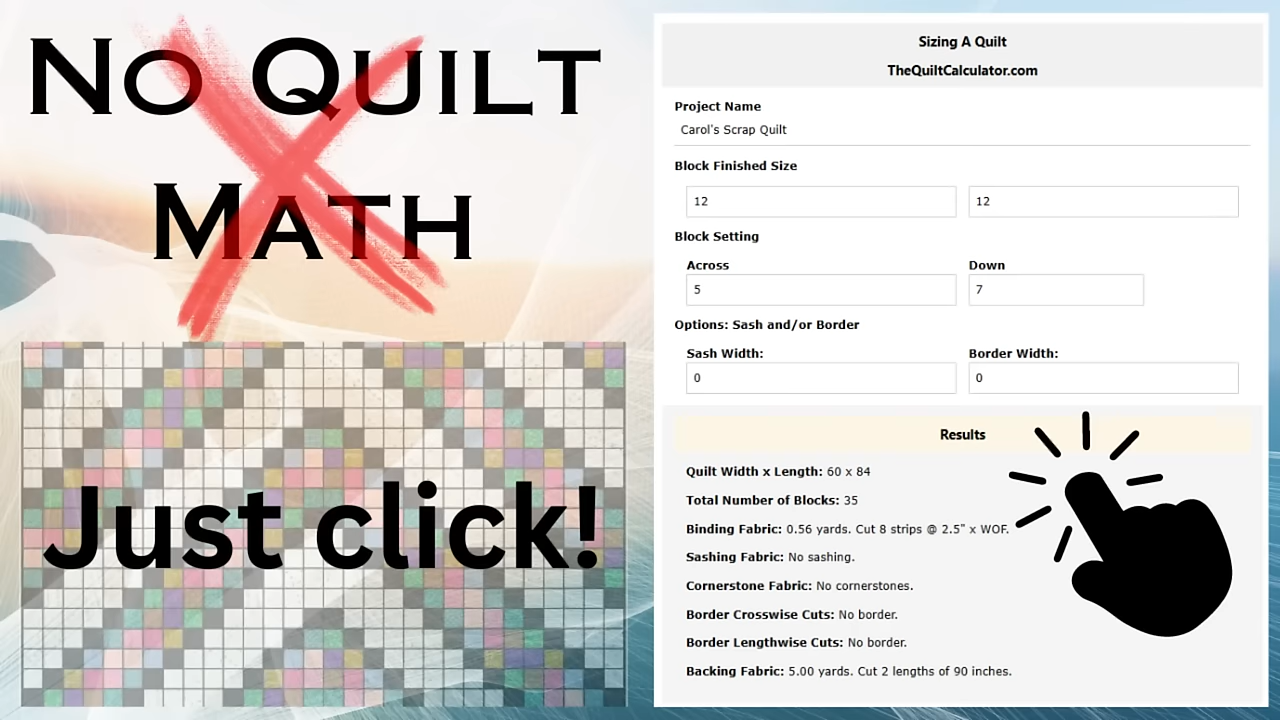 No Quilt
Math
Just click!
Sizing A Quilt
TheQuiltCalculator.com
Project Name
Carol's Scrap Quilt
Block Finished Size
12 12
Block Setting
Across Down
5 7
Options: Sash and/or Border
Sash Width: Border Width:
0 0
Results
Quilt Width x Length: 60 x 84
Total Number of Blocks: 35
Binding Fabric: 0.56 yards. Cut 8 strips @ 2.5" x WOF.
Sashing Fabric: No sashing.
Cornerstone Fabric: No cornerstones.
Border Crosswise Cuts: No border.
Border Lengthwise Cuts: No border.
Backing Fabric: 5.00 yards. Cut 2 lengths of 90 inches.